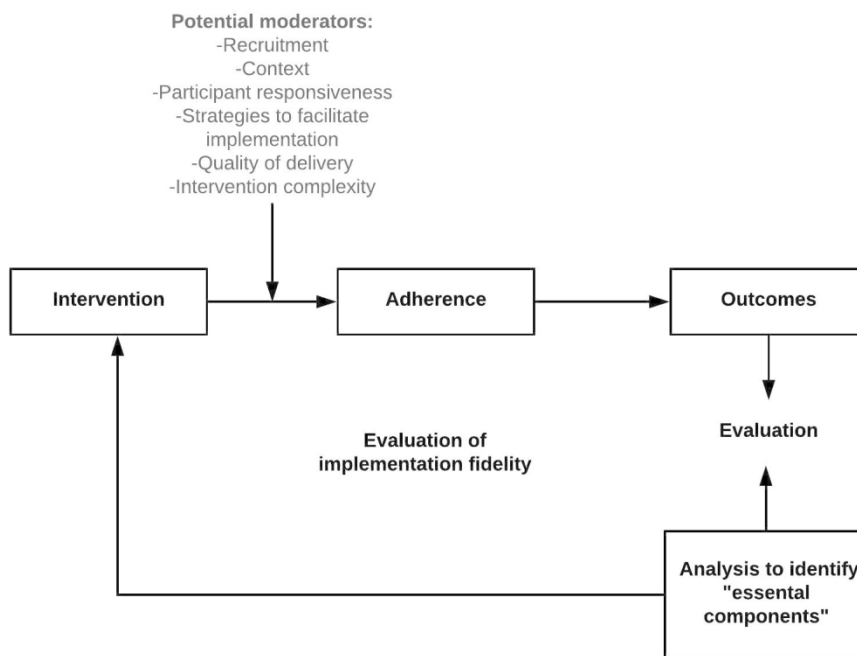 Potential moderators:
-Recruitment
-Context
-Participant responsiveness
-Strategies to facilitate
implementation
-Quality of delivery
-Intervention complexity
Intervention
Adherence
Outcomes
Evaluation of
implementation fidelity
Evaluation
Analysis to identify
"essental
components"